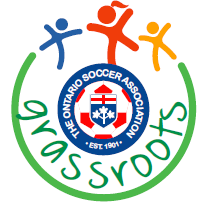 THE ONTARIO SOCCER ASSOCIATION
• EST. 1901 •
grassroots